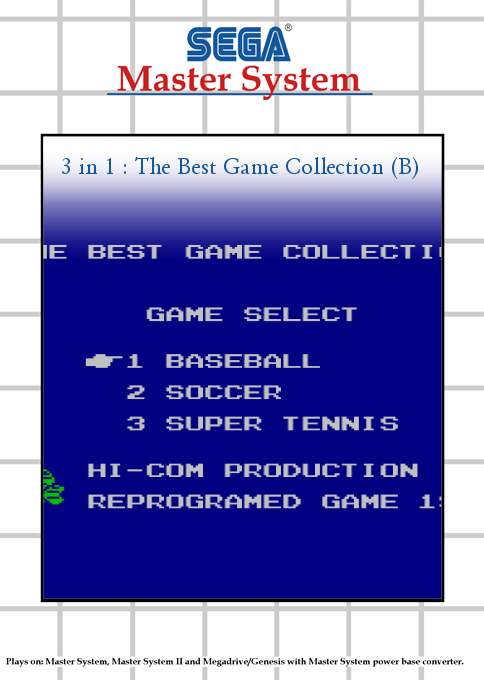 SEGA®
Master System
3 in 1 : The Best Game Collection (B)
BEST GAME
GAME SELECT
1 BASEBALL
2 SOCCER
3 SUPER TENNIS
HI-COM PRODUCTION
REPROGRAMED GAME
Plays on: Master System, Master System II and Megadrive/Genesis with Master System power base converter.